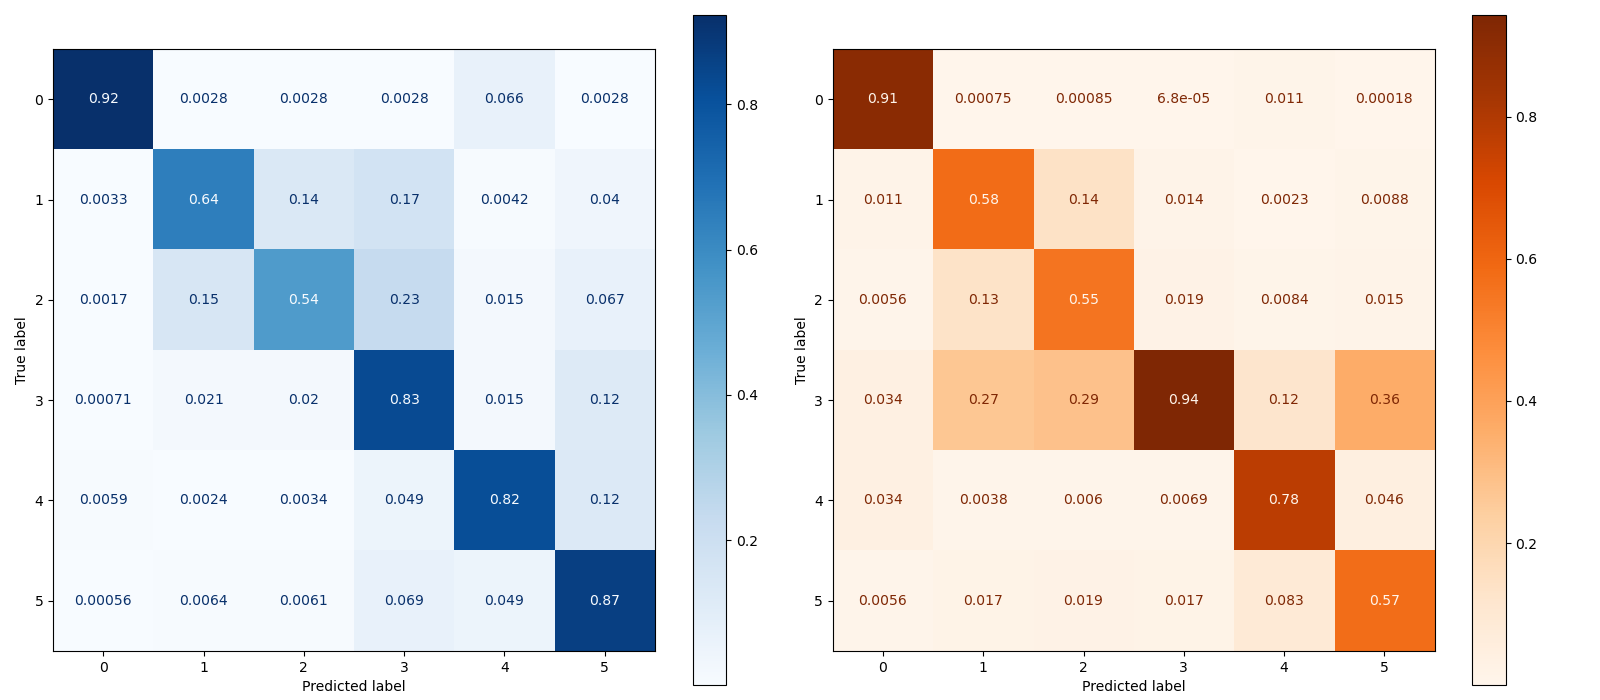 0 0.92 0.0028 0.0028 0.0028 0.066 0.0028
1 0.0033 0.64 0.14 0.17 0.0042 0.04
2 0.0017 0.15 0.54 0.23 0.015 0.067
3 0.00071 0.021 0.02 0.83 0.015 0.12
4 0.0059 0.0024 0.0034 0.049 0.82 0.12
5 0.00056 0.0064 0.0061 0.069 0.049 0.87
0 1 2 3 4 5
Predicted label
True label
0.8
0.6
0.4
0.2
0 0.91 0.00075 0.00085 6.8e-05 0.011 0.00018
1 0.011 0.58 0.14 0.014 0.0023 0.0088
2 0.0056 0.13 0.55 0.019 0.0084 0.015
3 0.034 0.27 0.29 0.94 0.12 0.36
4 0.034 0.0038 0.006 0.0069 0.78 0.046
5 0.0056 0.017 0.019 0.017 0.083 0.57
0 1 2 3 4 5
Predicted label
True label
0.8
0.6
0.4
0.2